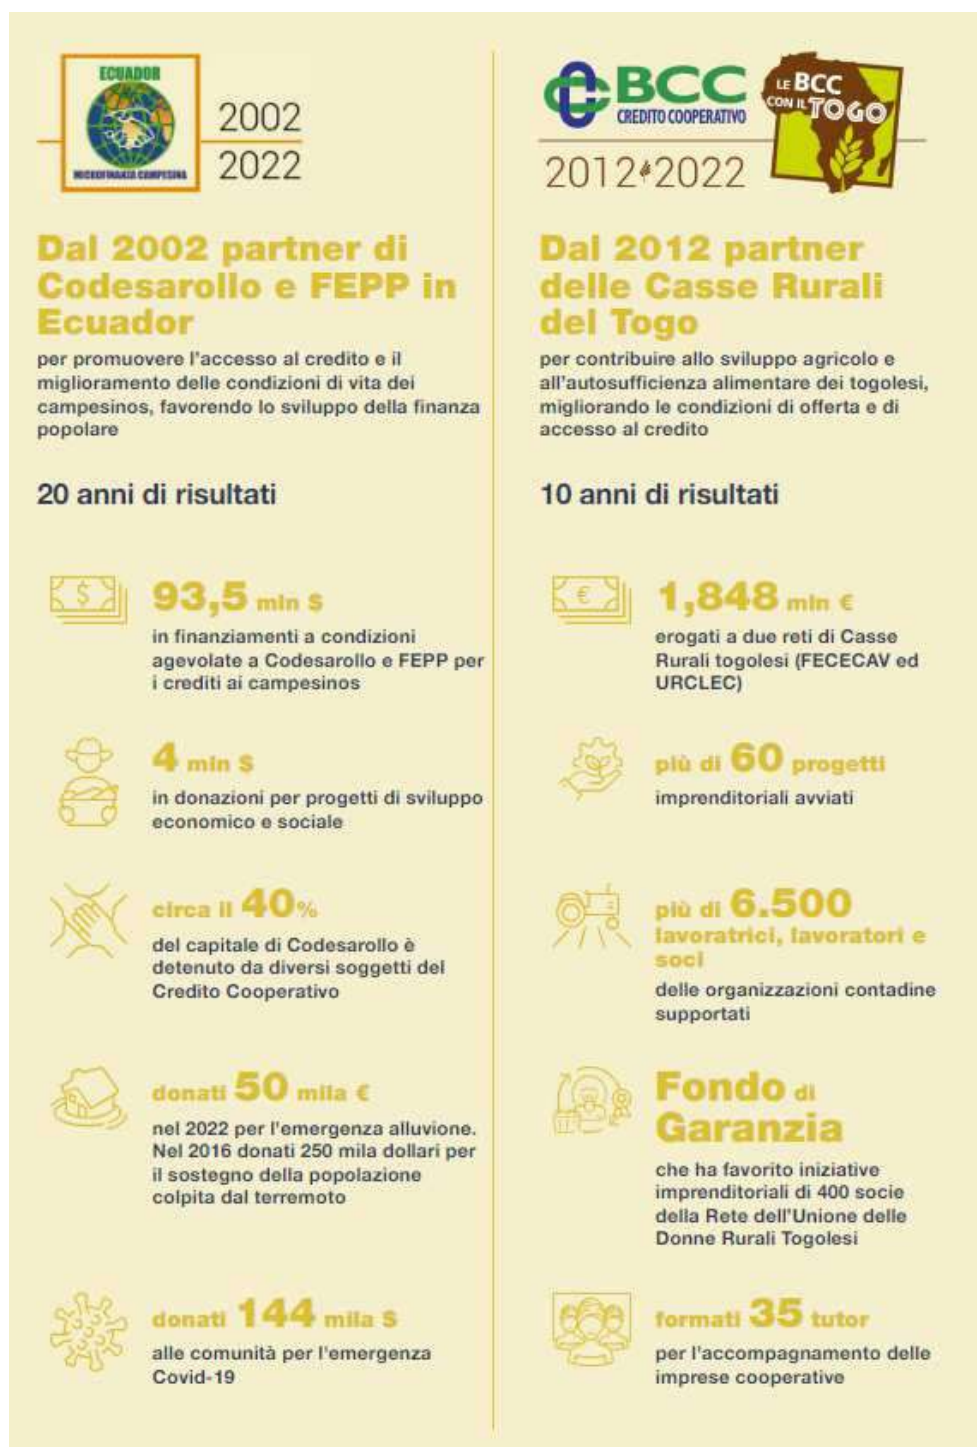 ECUADOR
MICROFINANZA CAMPESINA
2002
2022
Dal 2002 partner di
Codesarollo e FEPP in
Ecuador
per promuovere l'accesso al credito e il
miglioramento delle condizioni di vita dei
campesinos, favorendo lo sviluppo della finanza
popolare
20 anni di risultati
$
93,5 mln $
in finanziamenti a condizioni
agevolate a Codesarollo e FEPP per
i crediti ai campesinos
4 mln $
in donazioni per progetti di sviluppo
economico e sociale
circa il 40%
del capitale di Codesarollo è
detenuto da diversi soggetti del
Credito Cooperativo
donati 50 mila €
nel 2022 per l'emergenza alluvione.
Nel 2016 donati 250 mila dollari per
il sostegno della popolazione
colpita dal terremoto
donati 144 mila $
alle comunità per l'emergenza
Covid-19
BCC
CREDITO COOPERATIVO
LE BCC
CON IL TOGO
2012 2022
Dal 2012 partner
delle Casse Rurali
del Togo
per contribuire allo sviluppo agricolo e
all'autosufficienza alimentare dei togolesi,
migliorando le condizioni di offerta e di
accesso al credito
10 anni di risultati
€
1,848 mln €
erogati a due reti di Casse
Rurali togolesi (FECECAV ed
URCLEC)
più di 60 progetti
imprenditoriali avviati
più di 6.500
lavoratrici, lavoratori e
soci
delle organizzazioni contadine
supportati
Fondo di
Garanzia
che ha favorito iniziative
imprenditoriali di 400 socie
della Rete dell'Unione delle
Donne Rurali Togolesi
formati 35 tutor
per l'accompagnamento delle
imprese cooperative